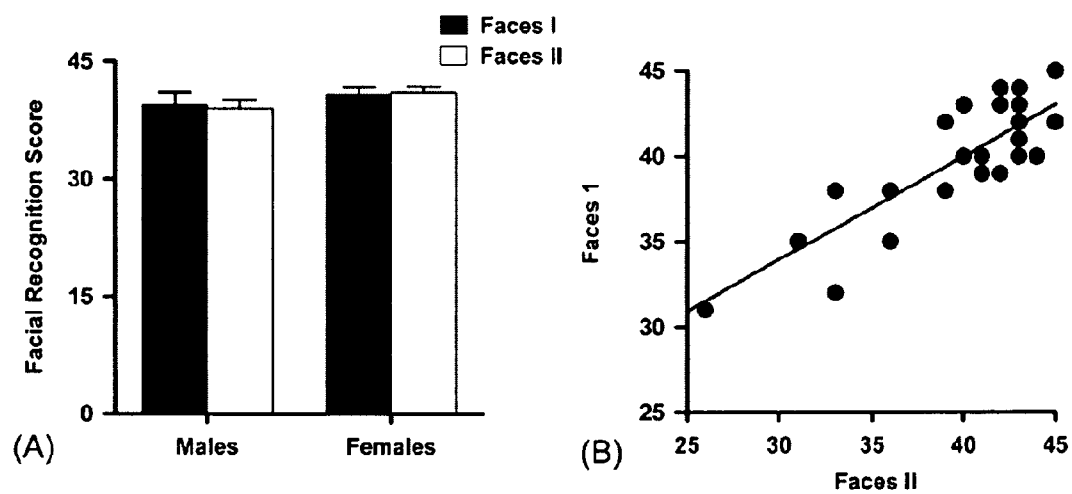 Faces I
Faces II
45
30
15
0
Facial Recognition Score
Males Females
(A)
45
40
35
30
25
Faces 1
25 30 35 40 45
Faces II
(B)